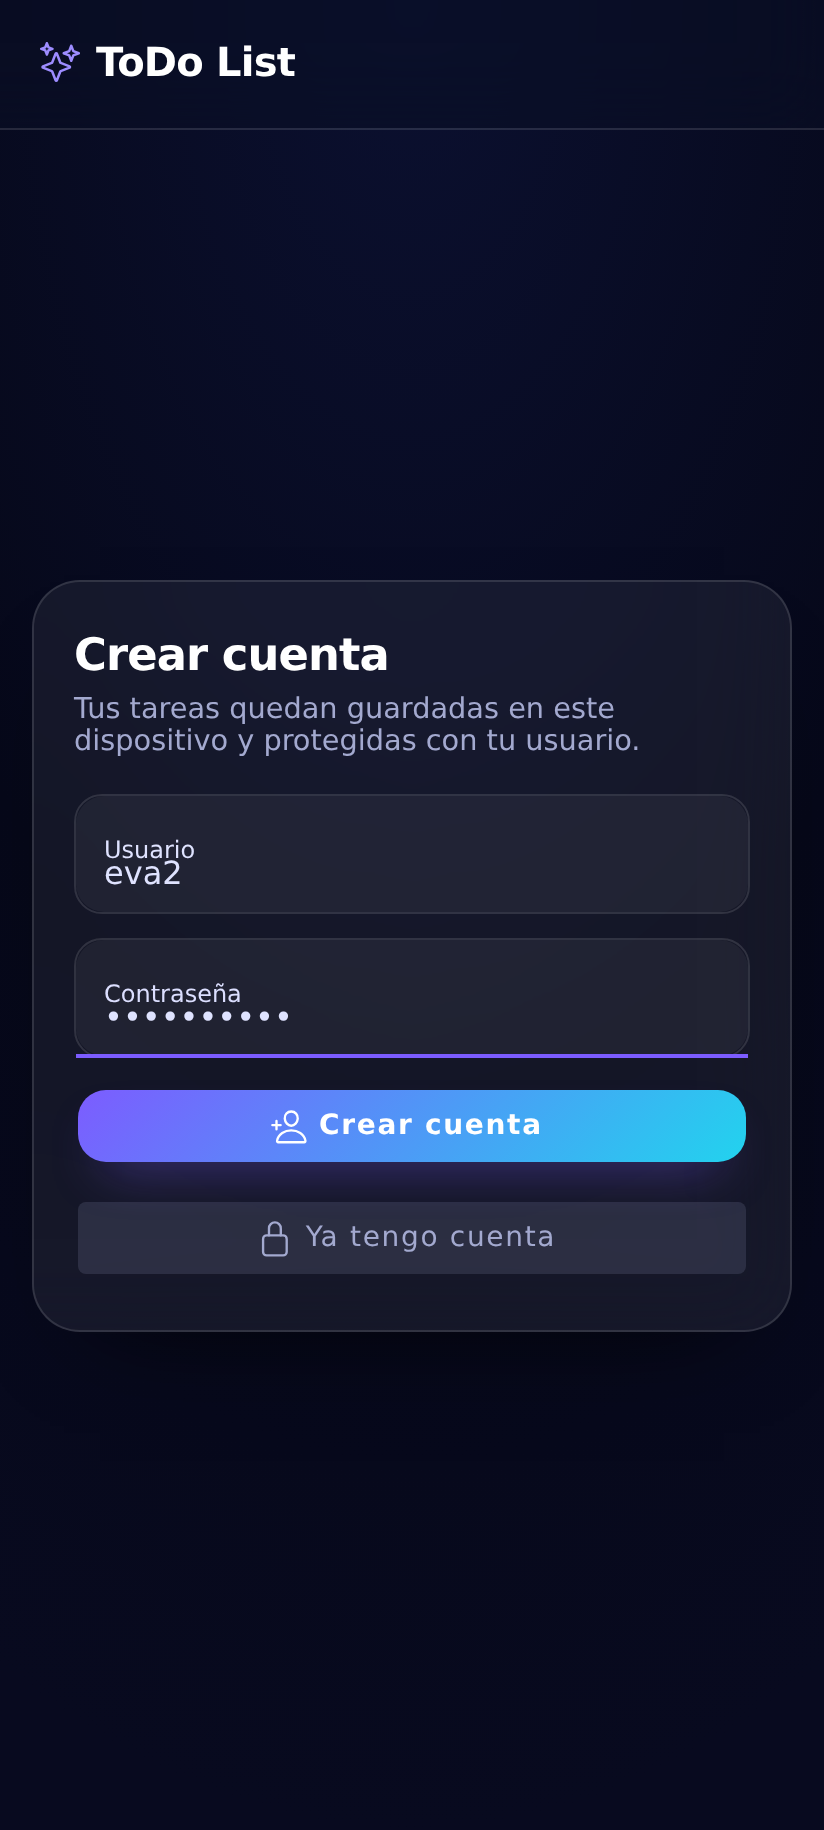 ToDo List
Crear cuenta
Tus tareas quedan guardadas en este
dispositivo y protegidas con tu usuario.
Usuario
eva2
Contraseña
••••••••••
Crear cuenta
Ya tengo cuenta